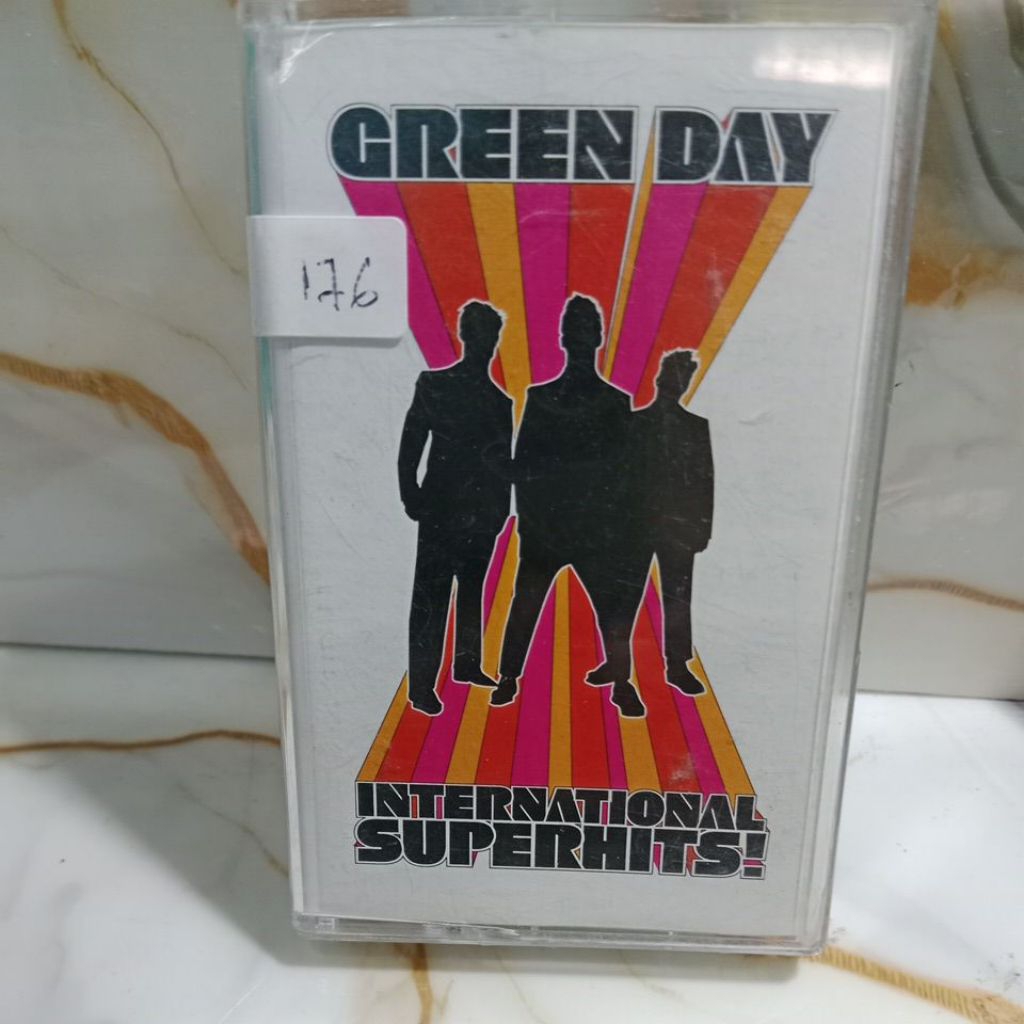 GREEN DAY
176
INTERNATIONAL
SUPERHITS!